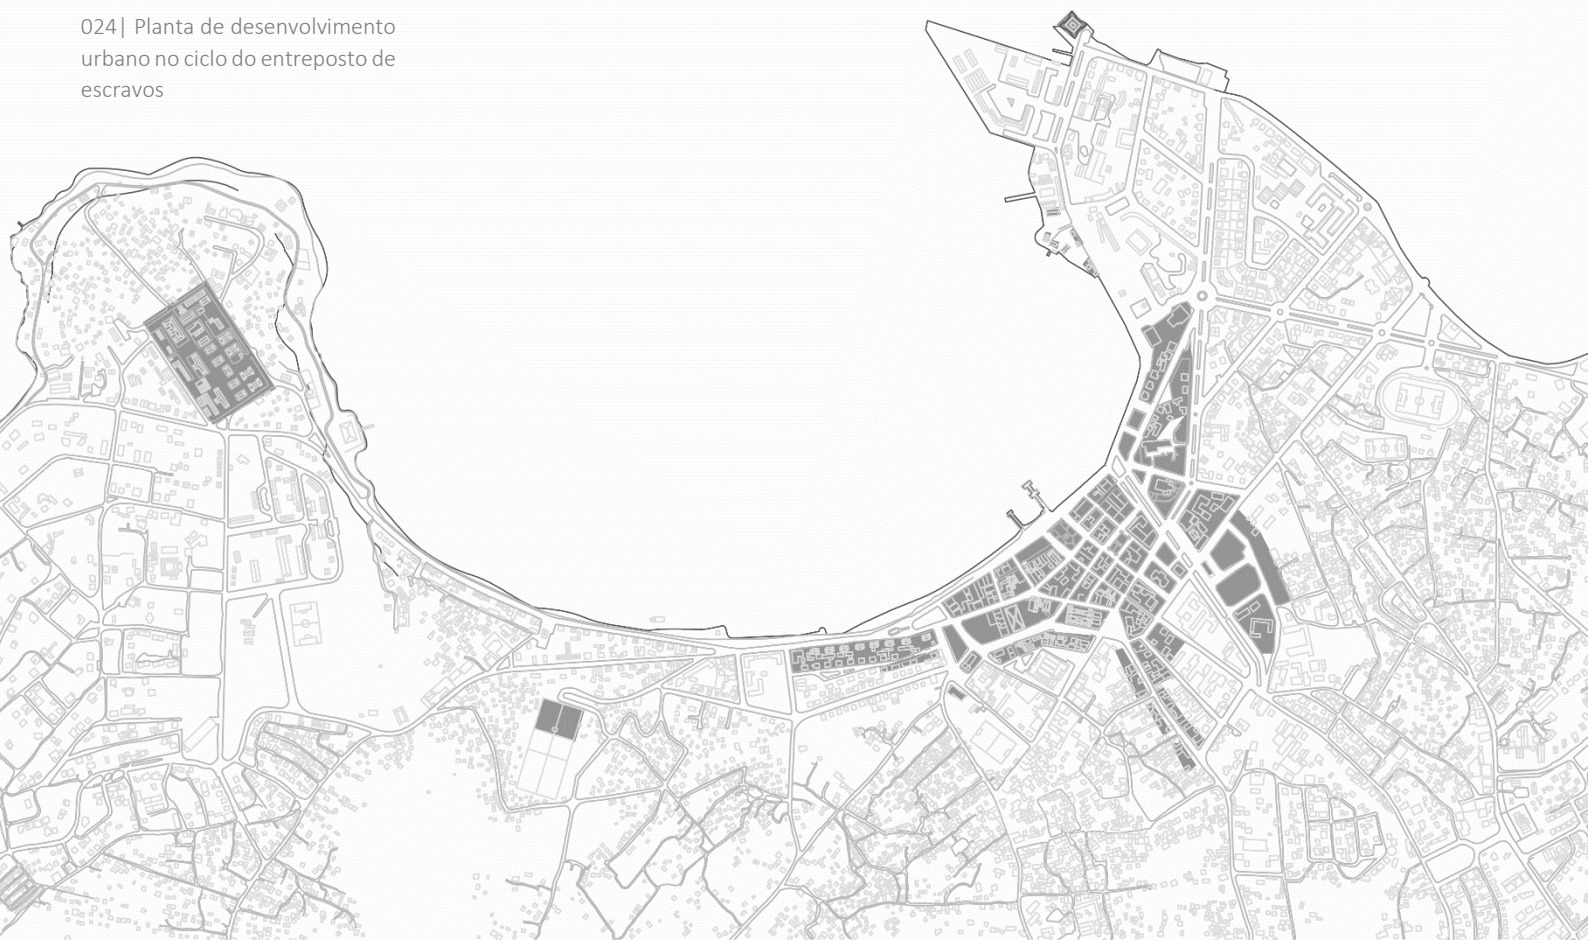 024| Planta de desenvolvimento
urbano no ciclo do entreposto de
escravos